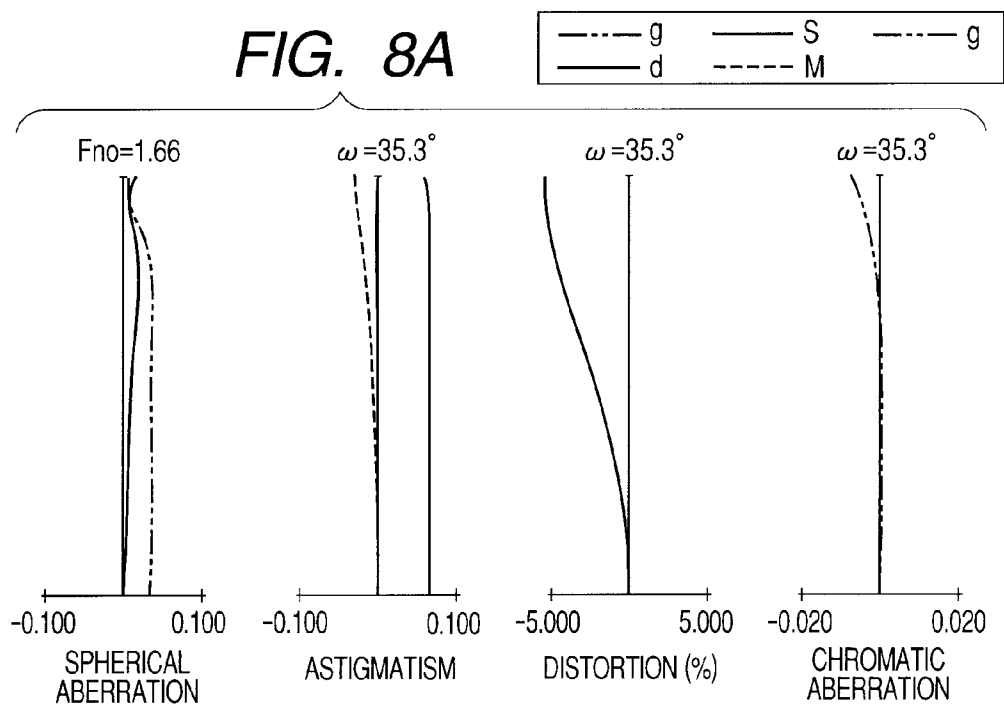 FIG. 8A
g S g
d M
Fno=1.66 ω=35.3° ω=35.3° ω=35.3°
-0.100 0.100 -0.100 0.100 -5.000 5.000 -0.020 0.020
SPHERICAL
ABERRATION
ASTIGMATISM
DISTORTION (%)
CHROMATIC
ABERRATION